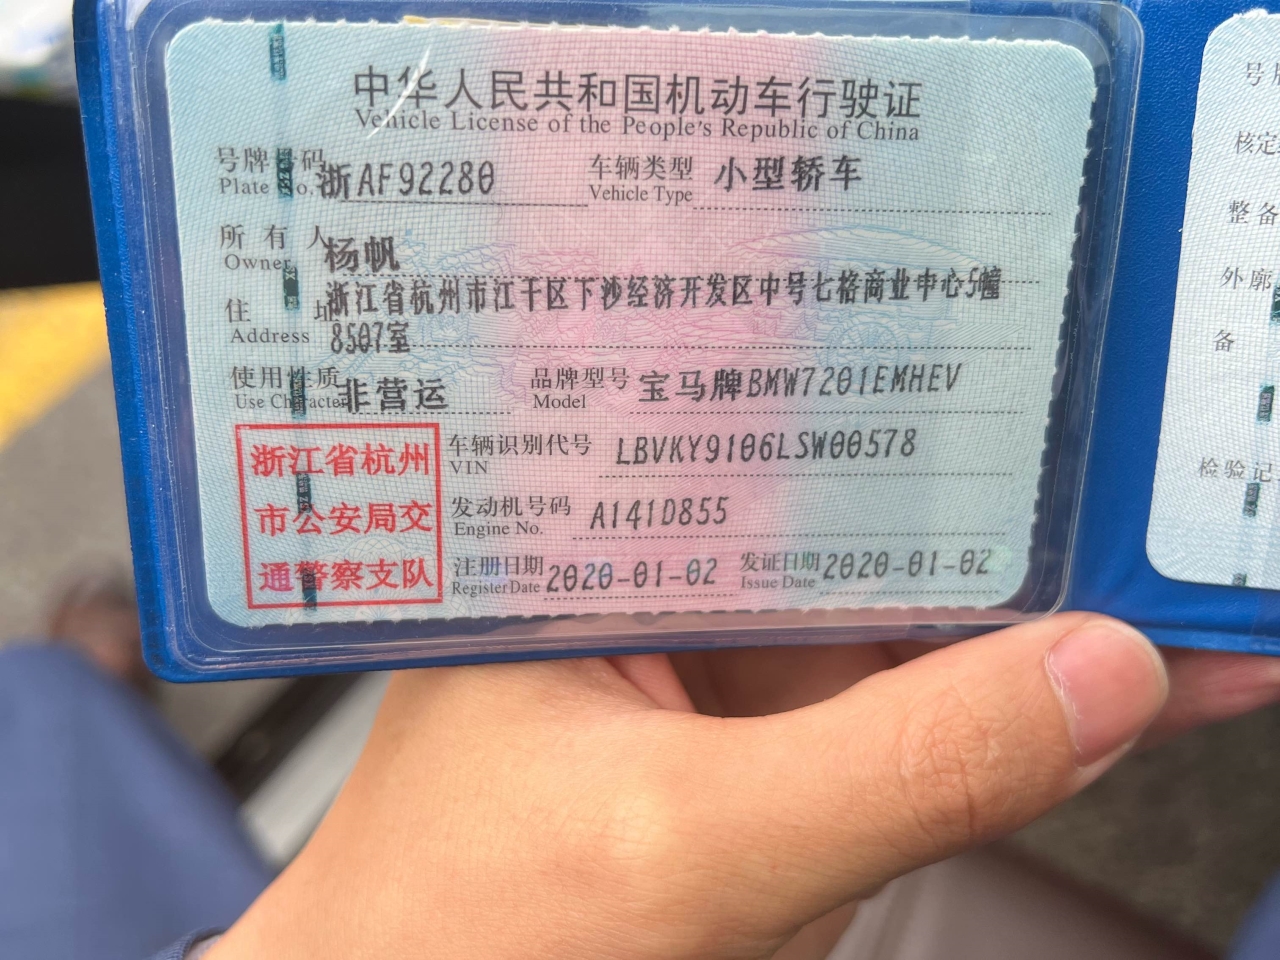 中华人民共和国机动车行驶证
Vehicle License of the People's Republic of China
号牌号码 浙AF92280 车辆类型 小型轿车
Plate No. Vehicle Type
所有人 杨帆
Owner
住址 浙江省杭州市江干区下沙经济开发区中号七格商业中心5幢
Address 8507室
使用性质 非营运 品牌型号 宝马牌BMW7201EMHEV
Use Character Model
浙江省杭州
市公安局交
通警察支队
车辆识别代号 LBVKY9106LSW00578
VIN
发动机号码 A141D855
Engine No.
注册日期 2020-01-02 发证日期 2020-01-02
Register Date Issue Date
号
核定
整备
外廓
备
检验记